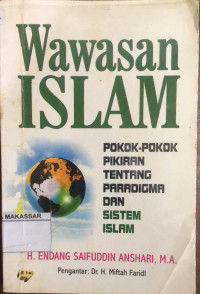 Wawasan
ISLAM
POKOK-POKOK
PIKIRAN
TENTANG
PARADIGMA
DAN
SISTEM
ISLAM
MAKASSAR
H. ENDANG SAIFUDDIN ANSHARI, M.A.
Pengantar: Dr. H. Miftah Faridl